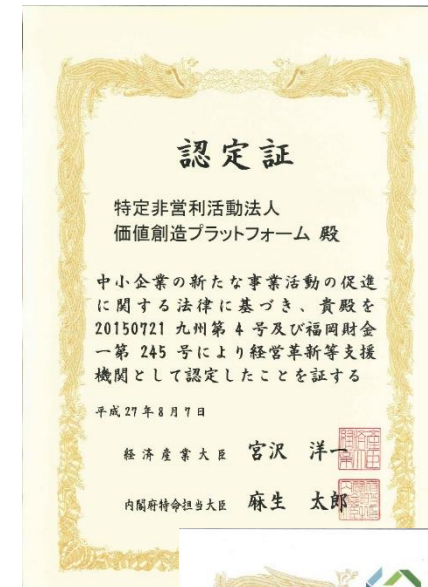 認定証
特定非営利活動法人
価値創造プラットフォーム 殿
中小企業の新たな事業活動の促進
に関する法律に基づき、貴殿を
20150721 九州第 4 号及び福岡財金
一第 245 号により経営革新等支援
機関として認定したことを証する
平成27年8月7日
経済産業大臣 宮沢 洋一
内閣府特命担当大臣 麻生 太郎